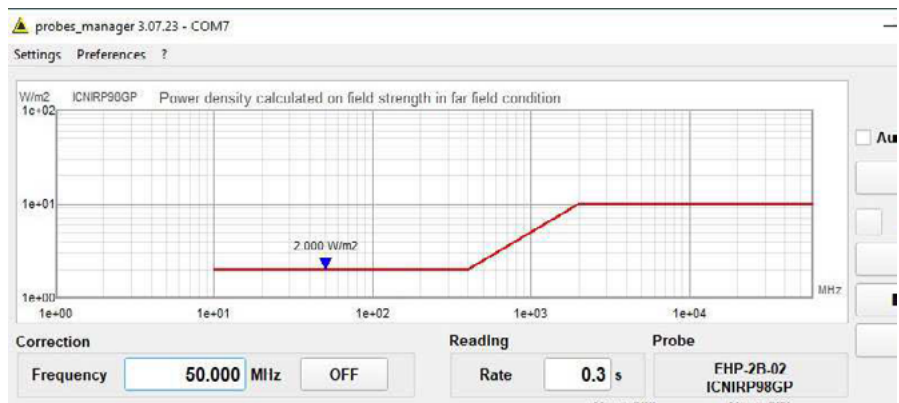 probes_manager 3.07.23 - COM7
Settings Preferences ?
W/m2 ICNIRP98GP Power density calculated on field strength in far field condition
1e+02
1e+01
2.000 W/m2
1e+00
MHz
1e+00 1e+01 1e+02 1e+03 1e+04
Correction Reading Probe
Frequency 50.000 MHz OFF Rate 0.3 s EHP-2B-02
ICNIRP98GP